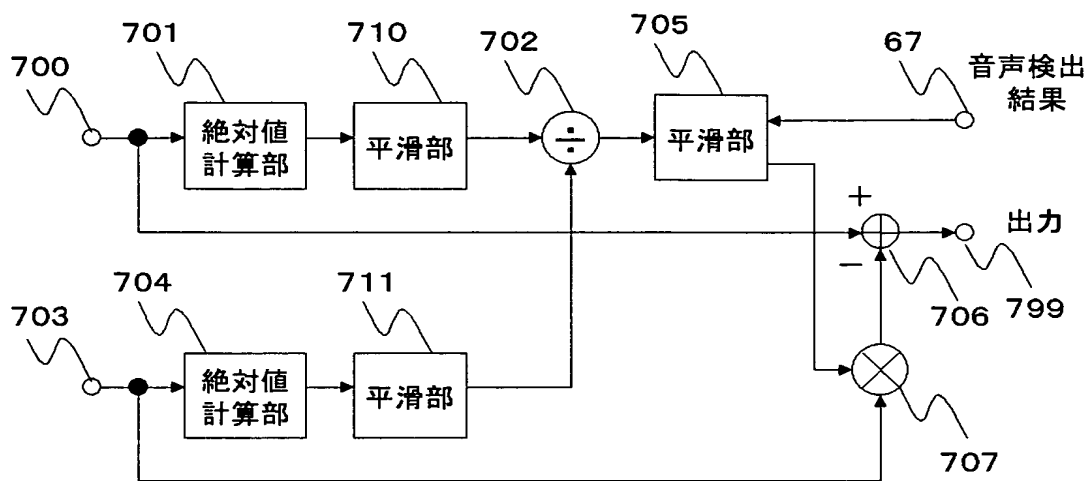 700
701
710
702
705
67
音声検出
結果
絶対値
計算部
平滑部
÷
平滑部
+
−
出力
706
799
703
704
711
絶対値
計算部
平滑部
707